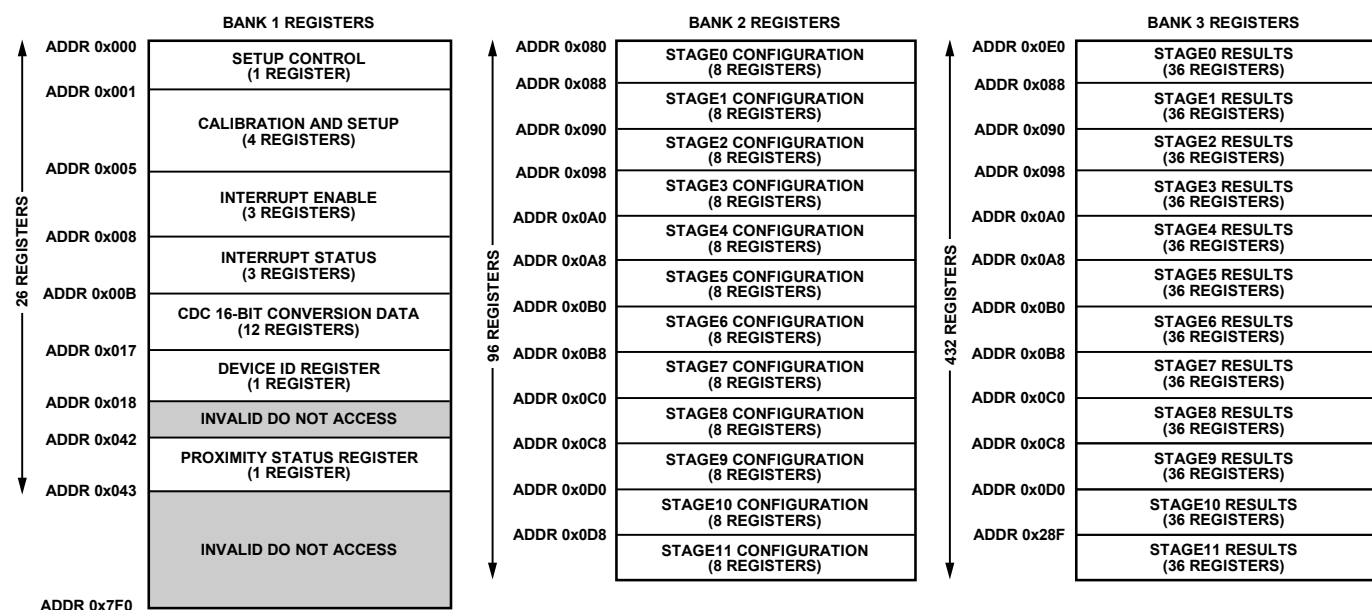 BANK 1 REGISTERS
ADDR 0x000
SETUP CONTROL
(1 REGISTER)
ADDR 0x001
CALIBRATION AND SETUP
(4 REGISTERS)
ADDR 0x005
INTERRUPT ENABLE
(3 REGISTERS)
ADDR 0x008
INTERRUPT STATUS
(3 REGISTERS)
ADDR 0x00B
CDC 16-BIT CONVERSION DATA
(12 REGISTERS)
ADDR 0x017
DEVICE ID REGISTER
(1 REGISTER)
ADDR 0x018
INVALID DO NOT ACCESS
ADDR 0x042
PROXIMITY STATUS REGISTER
(1 REGISTER)
ADDR 0x043
INVALID DO NOT ACCESS
ADDR 0x7F0
26 REGISTERS
BANK 2 REGISTERS
ADDR 0x080
STAGE0 CONFIGURATION
(8 REGISTERS)
ADDR 0x088
STAGE1 CONFIGURATION
(8 REGISTERS)
ADDR 0x090
STAGE2 CONFIGURATION
(8 REGISTERS)
ADDR 0x098
STAGE3 CONFIGURATION
(8 REGISTERS)
ADDR 0x0A0
STAGE4 CONFIGURATION
(8 REGISTERS)
ADDR 0x0A8
STAGE5 CONFIGURATION
(8 REGISTERS)
ADDR 0x0B0
STAGE6 CONFIGURATION
(8 REGISTERS)
ADDR 0x0B8
STAGE7 CONFIGURATION
(8 REGISTERS)
ADDR 0x0C0
STAGE8 CONFIGURATION
(8 REGISTERS)
ADDR 0x0C8
STAGE9 CONFIGURATION
(8 REGISTERS)
ADDR 0x0D0
STAGE10 CONFIGURATION
(8 REGISTERS)
ADDR 0x0D8
STAGE11 CONFIGURATION
(8 REGISTERS)
96 REGISTERS
BANK 3 REGISTERS
ADDR 0x0E0
STAGE0 RESULTS
(36 REGISTERS)
ADDR 0x088
STAGE1 RESULTS
(36 REGISTERS)
ADDR 0x090
STAGE2 RESULTS
(36 REGISTERS)
ADDR 0x098
STAGE3 RESULTS
(36 REGISTERS)
ADDR 0x0A0
STAGE4 RESULTS
(36 REGISTERS)
ADDR 0x0A8
STAGE5 RESULTS
(36 REGISTERS)
ADDR 0x0B0
STAGE6 RESULTS
(36 REGISTERS)
ADDR 0x0B8
STAGE7 RESULTS
(36 REGISTERS)
ADDR 0x0C0
STAGE8 RESULTS
(36 REGISTERS)
ADDR 0x0C8
STAGE9 RESULTS
(36 REGISTERS)
ADDR 0x0D0
STAGE10 RESULTS
(36 REGISTERS)
ADDR 0x28F
STAGE11 RESULTS
(36 REGISTERS)
432 REGISTERS